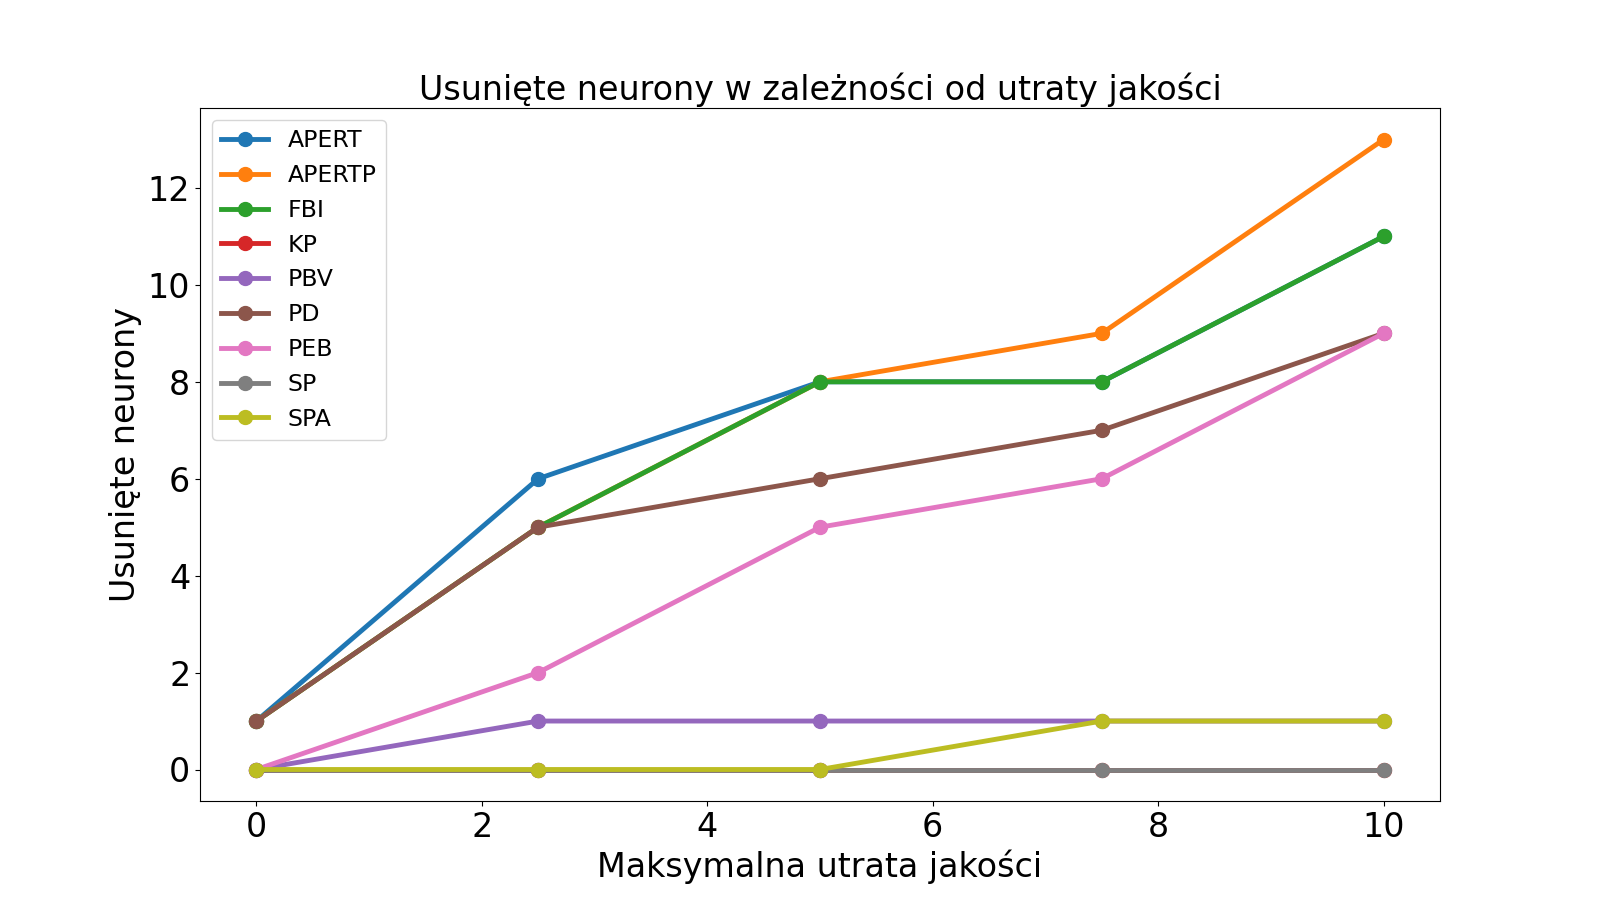 Usunięte neurony w zależności od utraty jakości
APERT
APERTP
FBI
KP
PBV
PD
PEB
SP
SPA
12
10
8
6
4
2
0
Usunięte neurony
0 2 4 6 8 10
Maksymalna utrata jakości